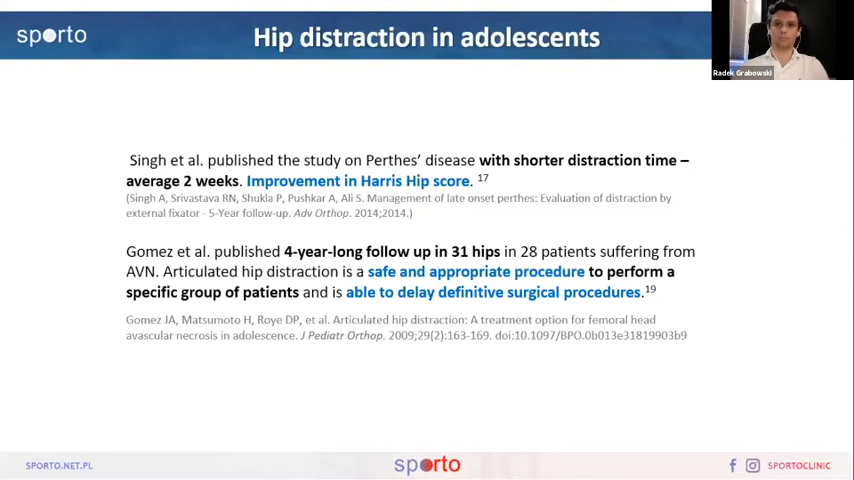 sporto
Hip distraction in adolescents
Radek Grabowski
Singh et al. published the study on Perthes’ disease with shorter distraction time –
average 2 weeks. Improvement in Harris Hip score. 17
(Singh A, Srivastava RN, Shukla P, Pushkar A, Ali S. Management of late onset perthes: Evaluation of distraction by
external fixator - 5-Year follow-up. Adv Orthop. 2014;2014.)
Gomez et al. published 4-year-long follow up in 31 hips in 28 patients suffering from
AVN. Articulated hip distraction is a safe and appropriate procedure to perform a
specific group of patients and is able to delay definitive surgical procedures.19
Gomez JA, Matsumoto H, Roye DP, et al. Articulated hip distraction: A treatment option for femoral head
avascular necrosis in adolescence. J Pediatr Orthop. 2009;29(2):163-169. doi:10.1097/BPO.0b013e31819903b9
SPORTO.NET.PL
sporto
SPORTOCLINIC